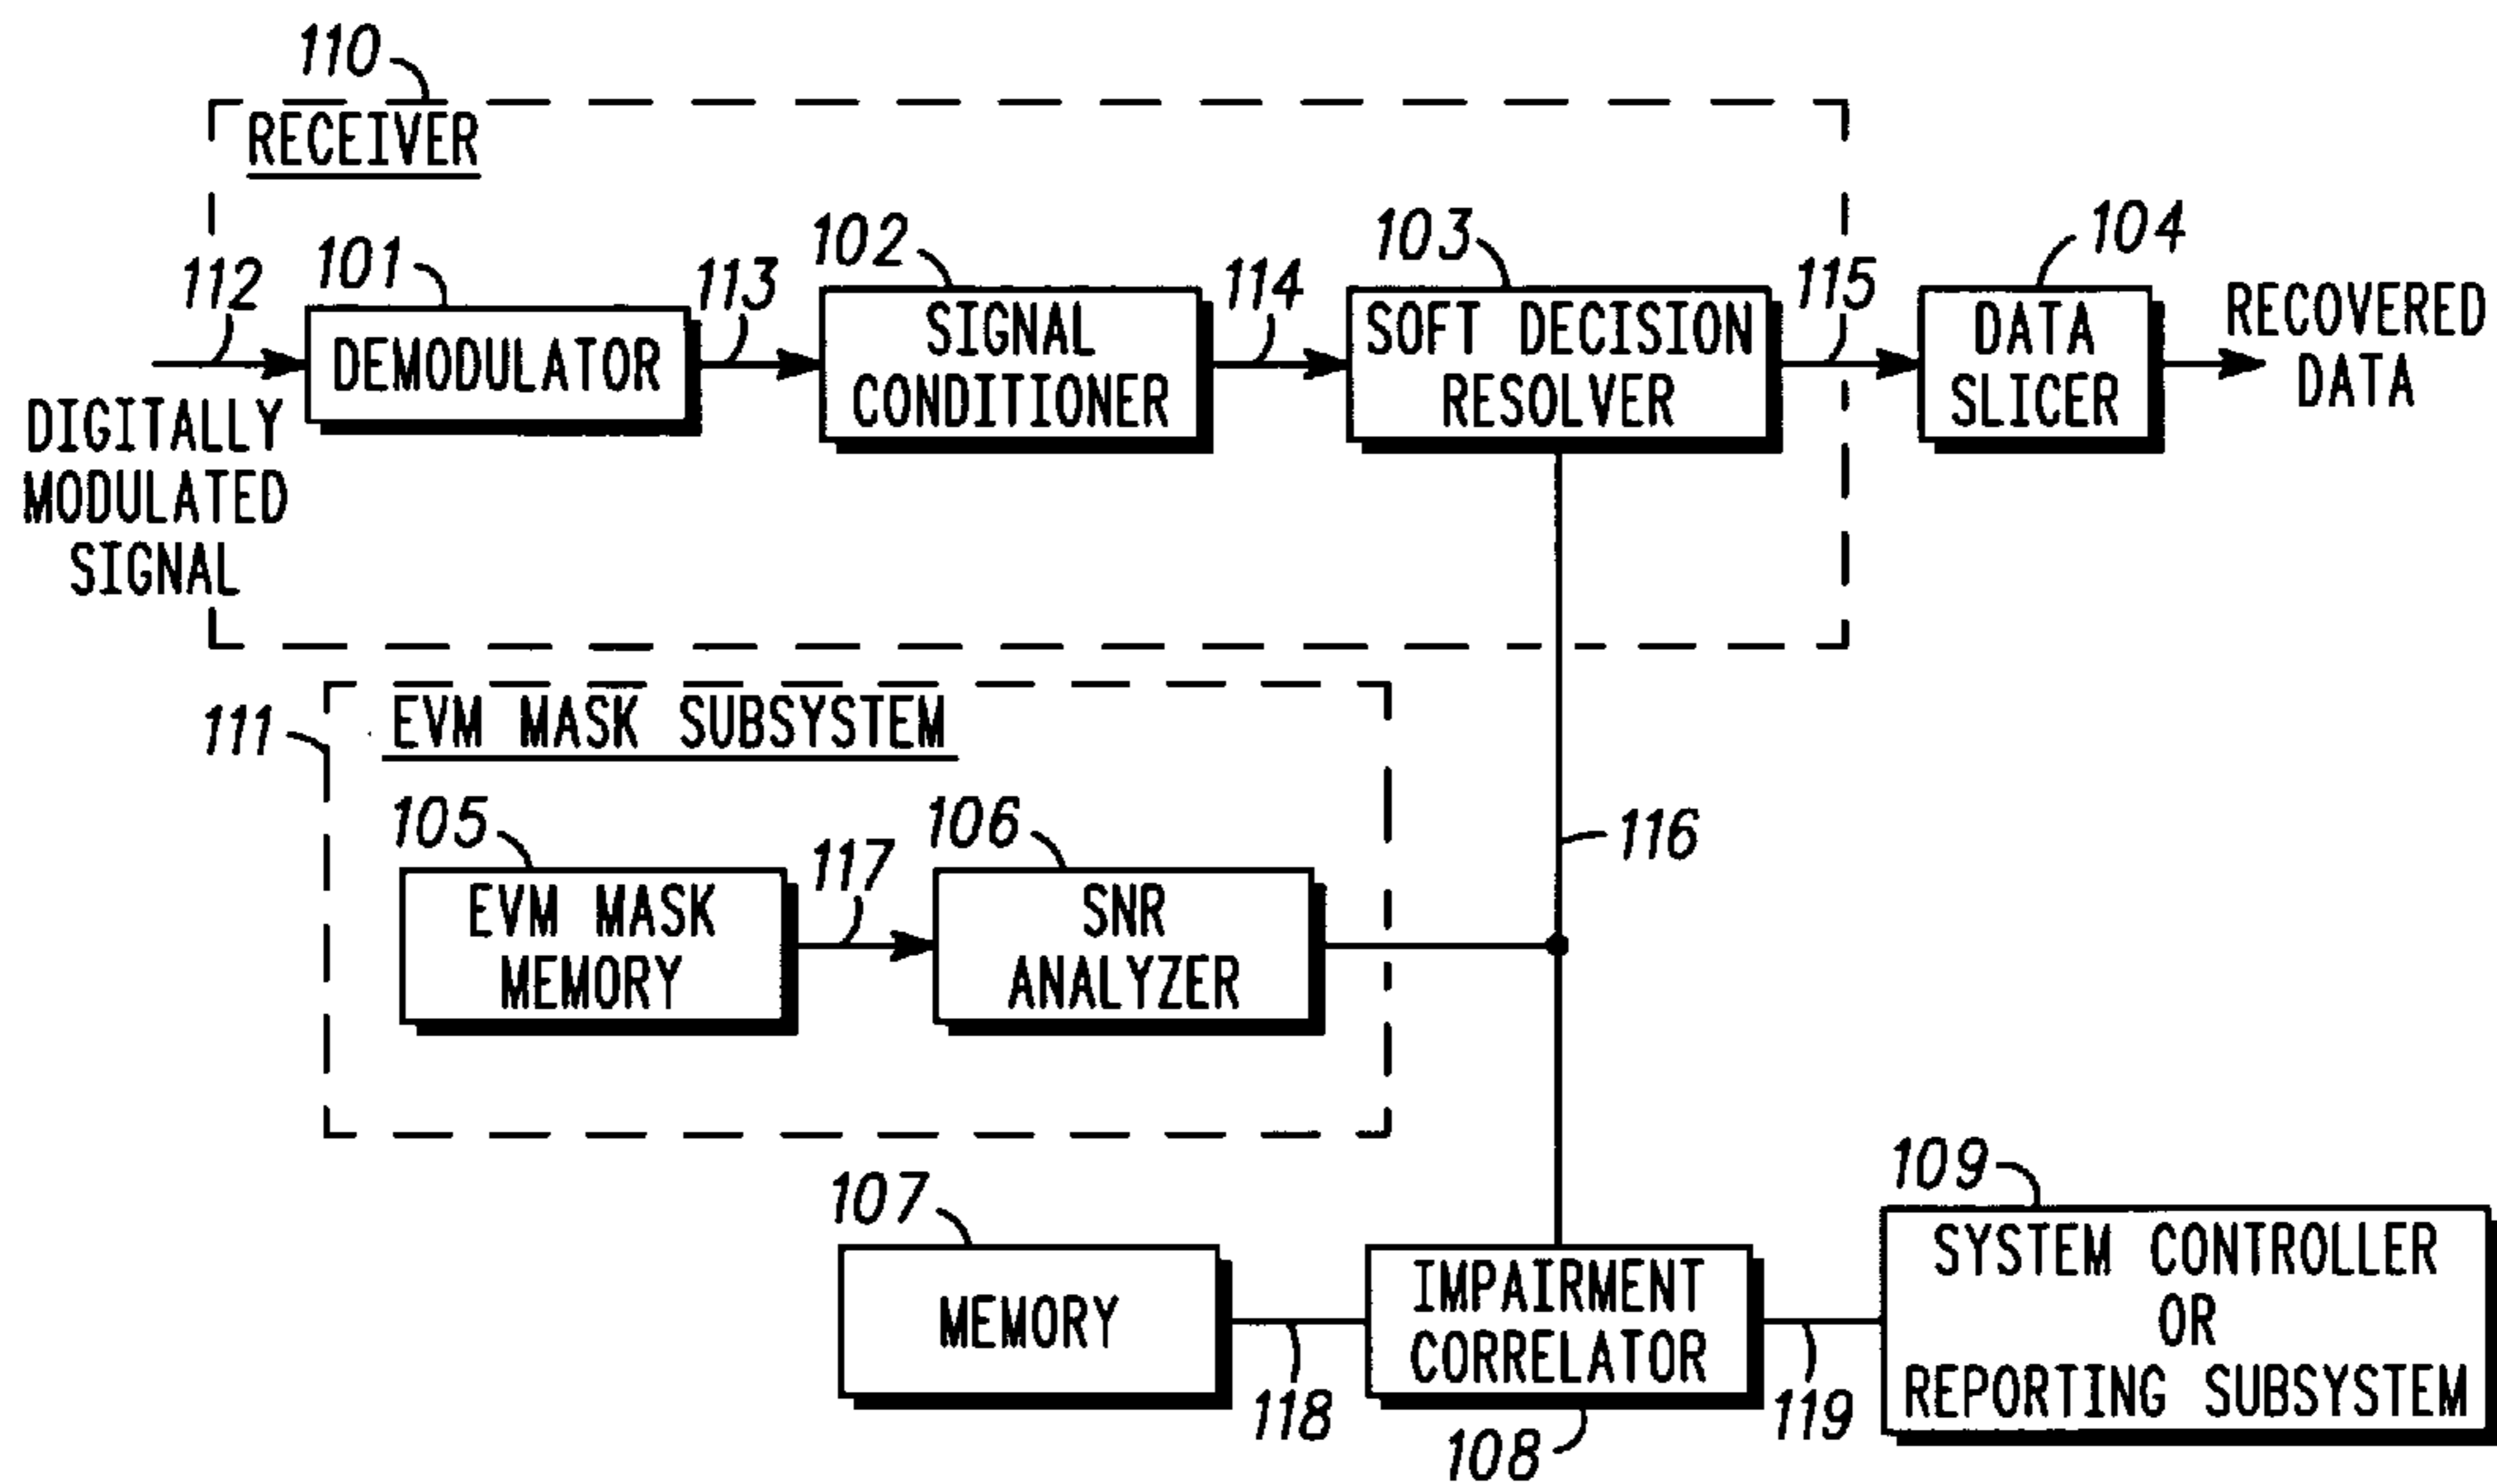 110
RECEIVER
112
101
113
102
114
103
115
104
DEMODULATOR
SIGNAL
CONDITIONER
SOFT DECISION
RESOLVER
DATA
SLICER
RECOVERED
DATA
DIGITALLY
MODULATED
SIGNAL
111
EVM MASK SUBSYSTEM
105
117
106
116
EVM MASK
MEMORY
SNR
ANALYZER
107
109
MEMORY
118
IMPAIRMENT
CORRELATOR
108
119
SYSTEM CONTROLLER
OR
REPORTING SUBSYSTEM